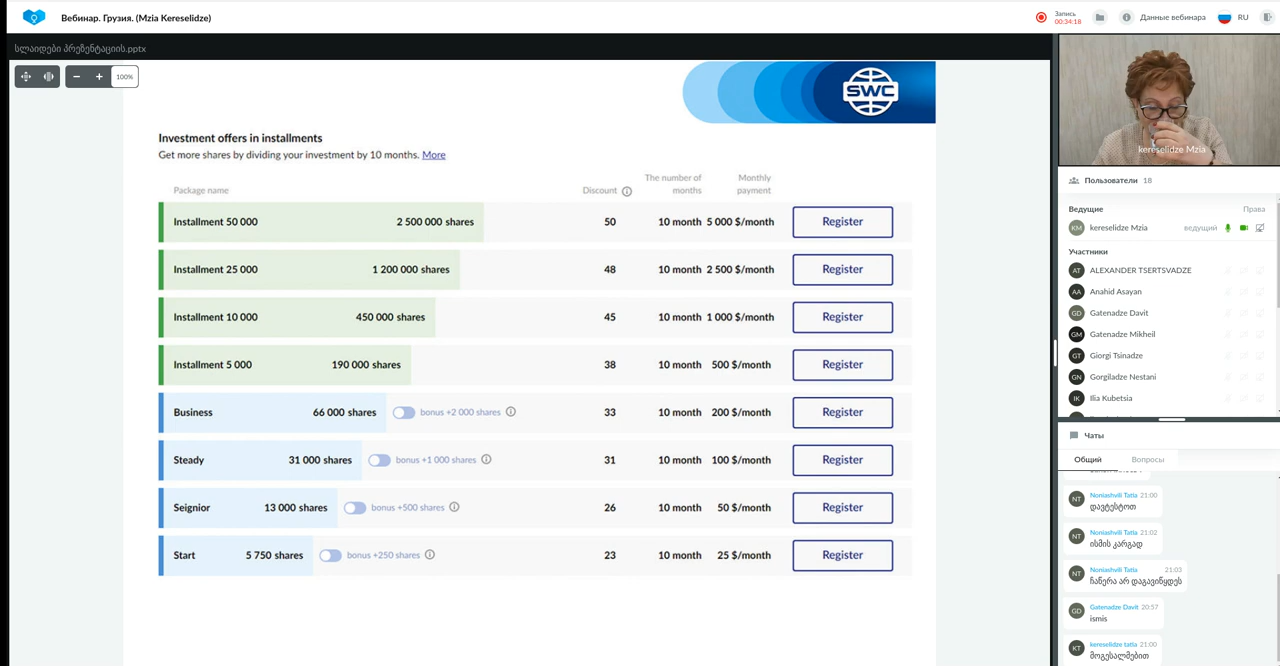 Вебинар. Грузия. (Mzia Kereselidze)
Запись
00:34:18
Данные вебинара
RU
სლაიდები პრეზენტაციის.pptx
100%
SWC
Investment offers in installments
Get more shares by dividing your investment by 10 months. More
Package name
Discount
The number of months
Monthly payment
Installment 50 000 2 500 000 shares 50 10 month 5 000 $/month Register
Installment 25 000 1 200 000 shares 48 10 month 2 500 $/month Register
Installment 10 000 450 000 shares 45 10 month 1 000 $/month Register
Installment 5 000 190 000 shares 38 10 month 500 $/month Register
Business 66 000 shares bonus +2 000 shares 33 10 month 200 $/month Register
Steady 31 000 shares bonus +1 000 shares 31 10 month 100 $/month Register
Seignior 13 000 shares bonus +500 shares 26 10 month 50 $/month Register
Start 5 750 shares bonus +250 shares 23 10 month 25 $/month Register
kereselidze Mzia
Пользователи 18
Ведущие Права
KM kereselidze Mzia ведущий
Участники
AT ALEXANDER TSERTSVADZE
AA Anahid Asayan
GD Gatenadze Davit
GM Gatenadze Mikheil
GT Giorgi Tsinadze
GN Gorgiladze Nestani
IK Ilia Kubetsia
Чаты
Общий Вопросы
NT Noniashvili Tatia 21:00
დავტესტოთ
NT Noniashvili Tatia 21:02
ისმის კარგად
NT Noniashvili Tatia 21:03
ჩაწერა არ დაგავიწყდეს
GD Gatenadze Davit 20:57
ismis
KT kereselidze tatia 21:00
მოგესალმებით